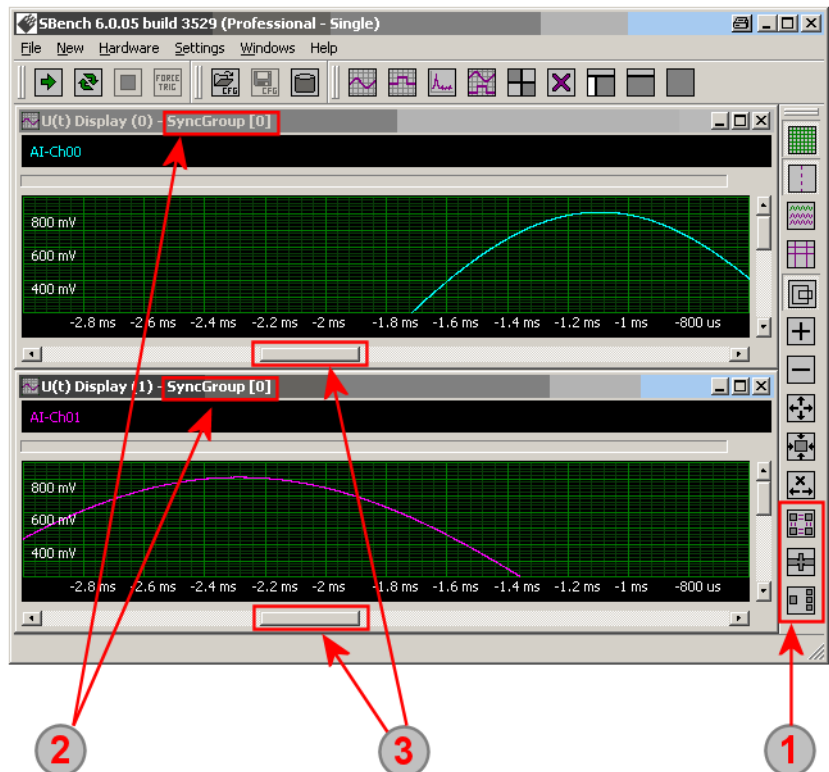 SBench 6.0.05 build 3529 (Professional - Single)
File New Hardware Settings Windows Help
FORCE TRIG CFG CFG
U(t) Display (0) - SyncGroup [0]
AI-Ch00
800 mV
600 mV
400 mV
-2.8 ms -2.6 ms -2.4 ms -2.2 ms -2 ms -1.8 ms -1.6 ms -1.4 ms -1.2 ms -1 ms -800 us
U(t) Display (1) - SyncGroup [0]
AI-Ch01
800 mV
600 mV
400 mV
-2.8 ms -2.6 ms -2.4 ms -2.2 ms -2 ms -1.8 ms -1.6 ms -1.4 ms -1.2 ms -1 ms -800 us
2 3 1